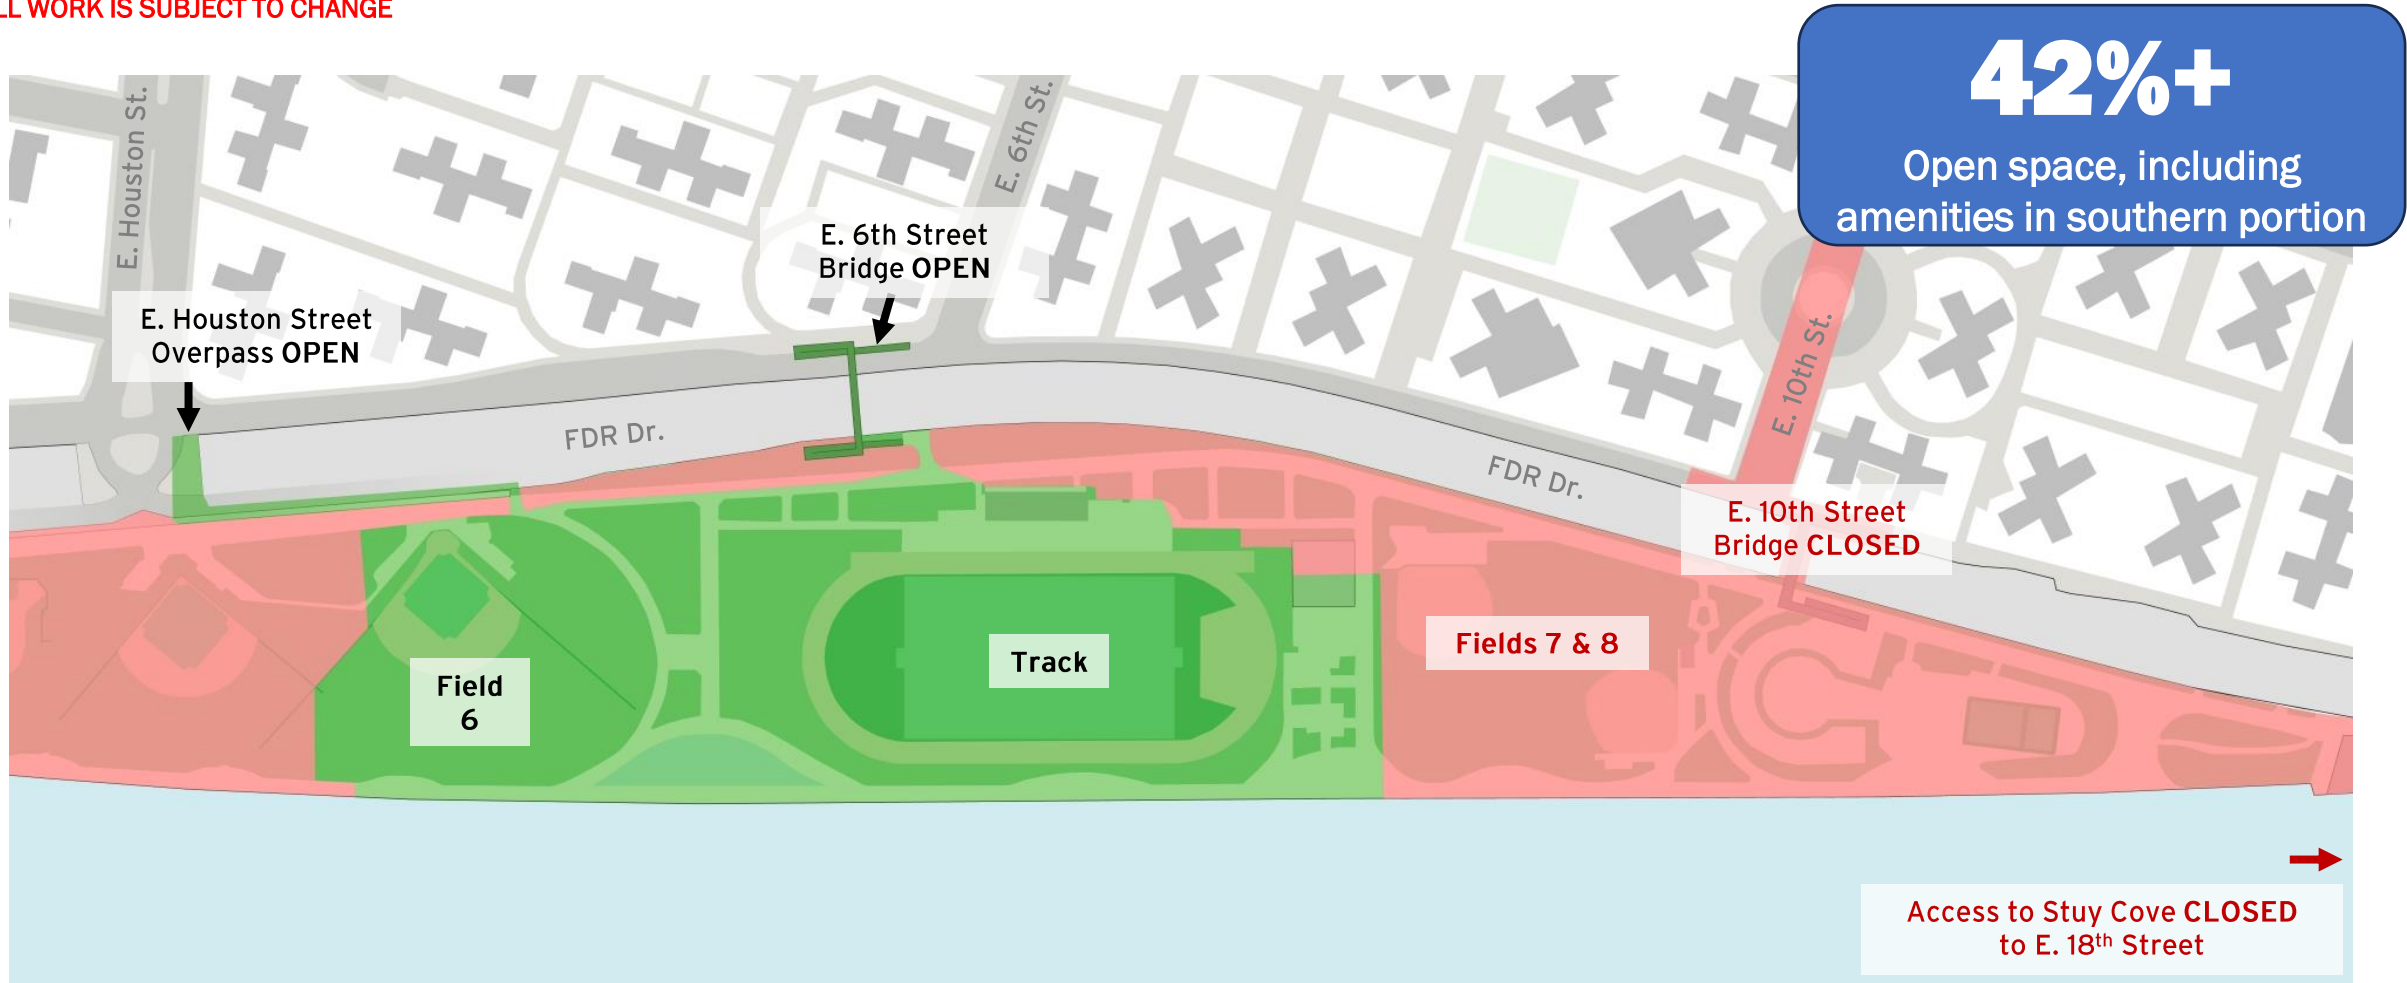 LL WORK IS SUBJECT TO CHANGE
42%+
Open space, including
amenities in southern portion
E. Houston St.
E. 6th St.
E. 6th Street
Bridge OPEN
E. Houston Street
Overpass OPEN
E. 10th St.
FDR Dr.
FDR Dr.
E. 10th Street
Bridge CLOSED
Fields 7 & 8
Track
Field
6
Access to Stuy Cove CLOSED
to E. 18th Street